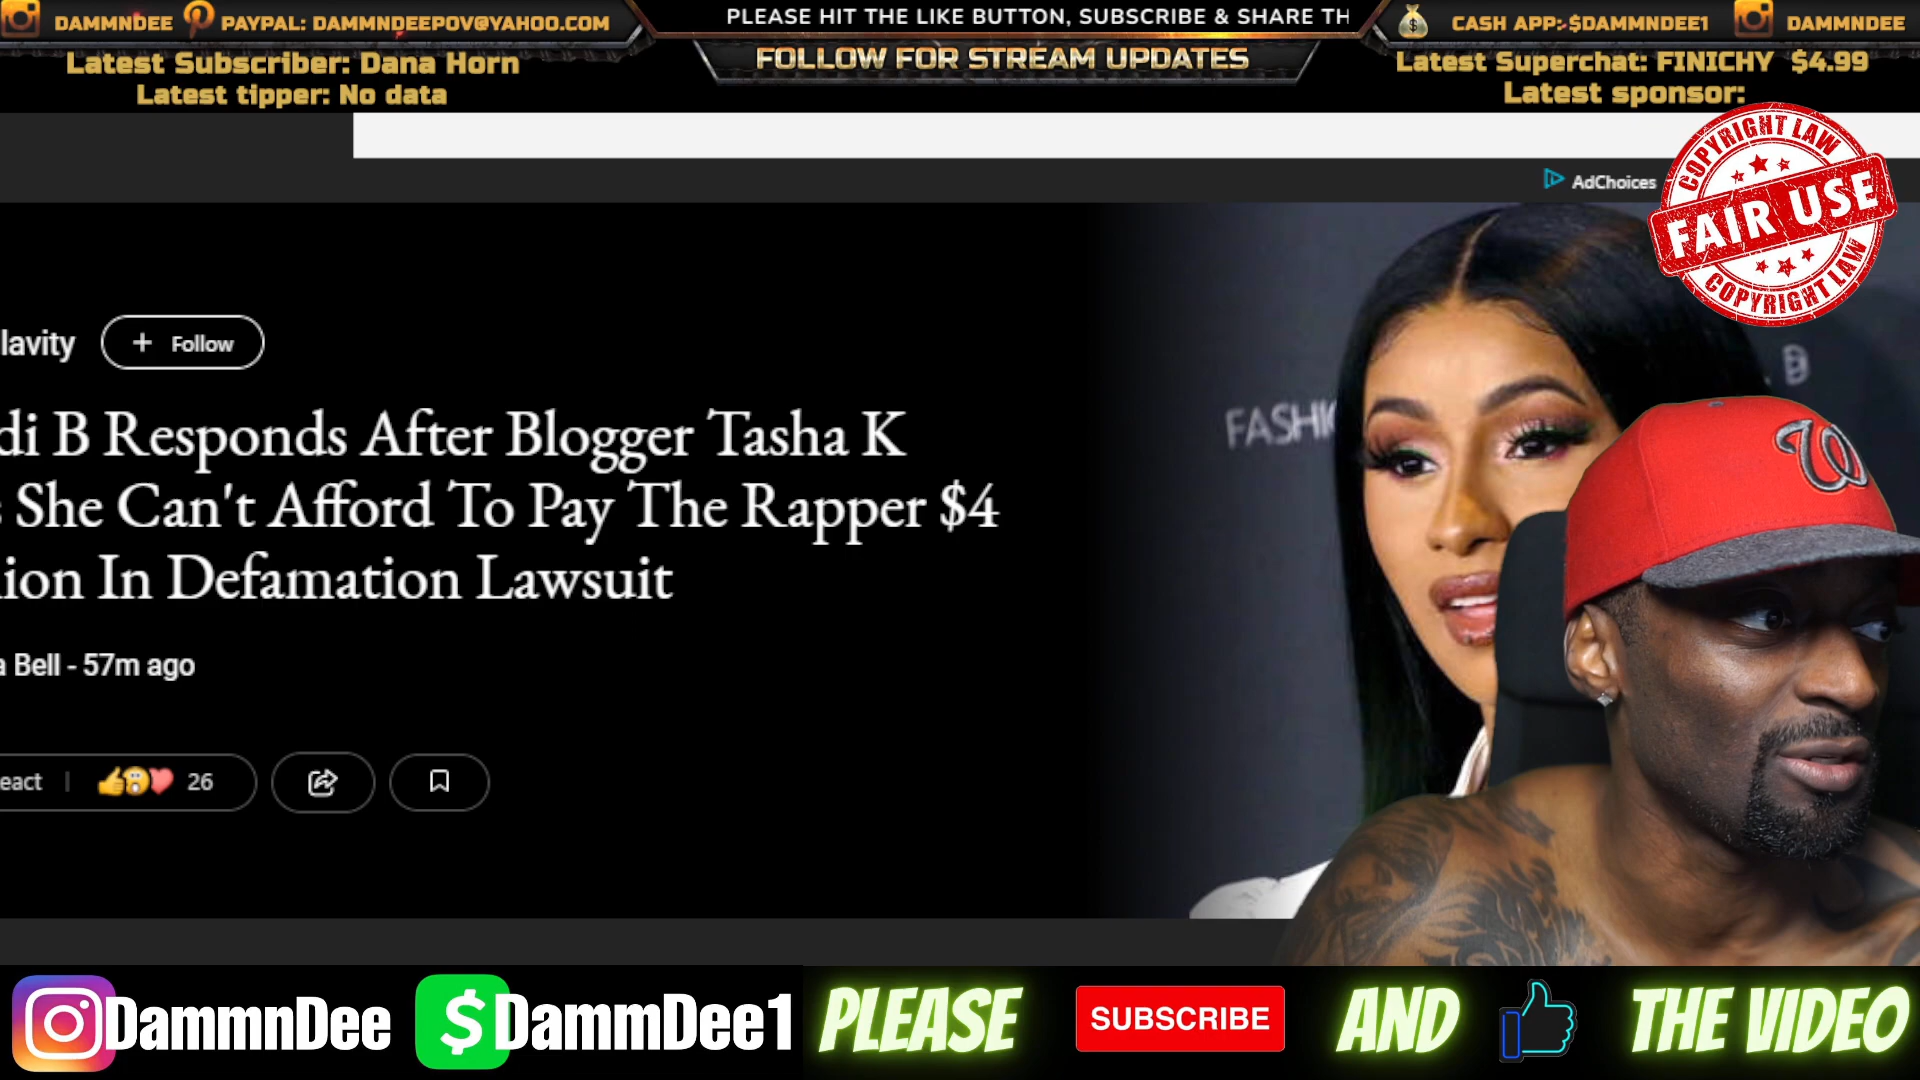 DAMMNDEE
PAYPAL: DAMMNDEEPOV@YAHOO.COM
PLEASE HIT THE LIKE BUTTON, SUBSCRIBE & SHARE TH
CASH APP:$DAMMNDEE1
DAMMNDEE
Latest Subscriber: Dana Horn
FOLLOW FOR STREAM UPDATES
Latest Superchat: FINICHY $4.99
Latest tipper: No data
Latest sponsor:
COPYRIGHT LAW
FAIR USE
COPYRIGHT LAW
AdChoices
lavity
+ Follow
FASHI
B
di B Responds After Blogger Tasha K
s She Can't Afford To Pay The Rapper $4
ion In Defamation Lawsuit
a Bell - 57m ago
eact | 26
DammnDee
$ DammDee1
PLEASE
SUBSCRIBE
AND
THE VIDEO